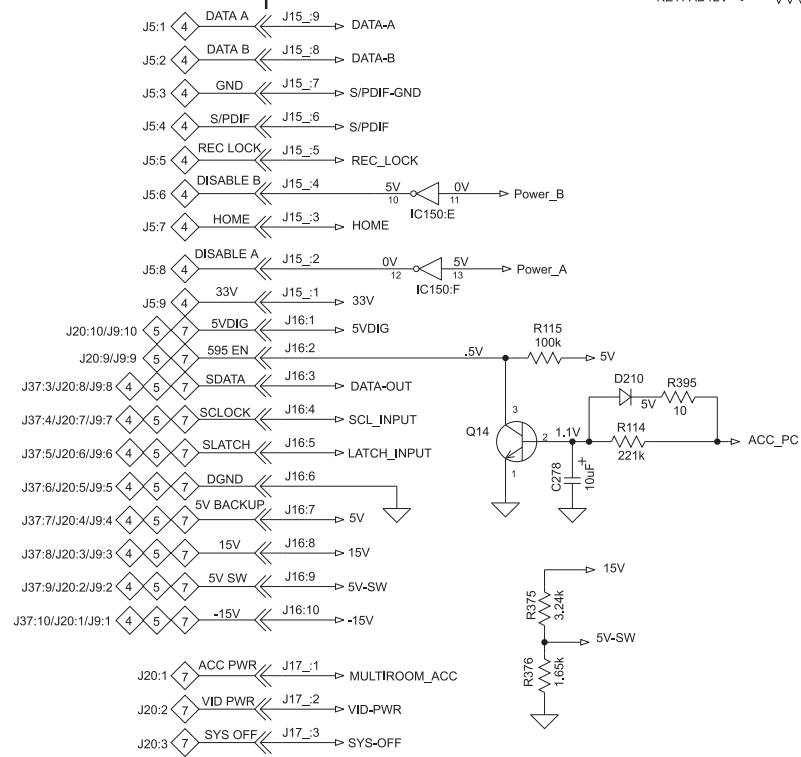 J5:1 4 DATA A J15_:9 DATA-A
J5:2 4 DATA B J15_:8 DATA-B
J5:3 4 GND J15_:7 S/PDIF-GND
J5:4 4 S/PDIF J15_:6 S/PDIF
J5:5 4 REC LOCK J15_:5 REC_LOCK
J5:6 4 DISABLE B J15_:4 5V 10 IC150:E 0V 11 Power_B
J5:7 4 HOME J15_:3 HOME
J5:8 4 DISABLE A J15_:2 0V 12 IC150:F 5V 13 Power_A
J5:9 4 33V J15_:1 33V
J20:10/J9:10 5 7 5VDIG J16:1 5VDIG
J20:9/J9:9 5 7 595 EN J16:2 .5V
R115
100k
5V
J37:3/J20:8/J9:8 4 5 7 SDATA J16:3 DATA-OUT
J37:4/J20:7/J9:7 4 5 7 SCLOCK J16:4 SCL_INPUT
J37:5/J20:6/J9:6 4 5 7 SLATCH J16:5 LATCH_INPUT
J37:6/J20:5/J9:5 4 5 7 DGND J16:6
J37:7/J20:4/J9:4 4 5 7 5V BACKUP J16:7 5V
J37:8/J20:3/J9:3 4 5 7 15V J16:8 15V
J37:9/J20:2/J9:2 4 5 7 5V SW J16:9 5V-SW
J37:10/J20:1/J9:1 4 5 7 -15V J16:10 -15V
D210
5V
R395
10
Q14
3
2
1
1.1V
R114
221k
ACC_PC
C278
+
10uF
15V
R375
3.24k
5V-SW
R376
1.65k
J20:1 7 ACC PWR J17_:1 MULTIROOM_ACC
J20:2 7 VID PWR J17_:2 VID-PWR
J20:3 7 SYS OFF J17_:3 SYS-OFF